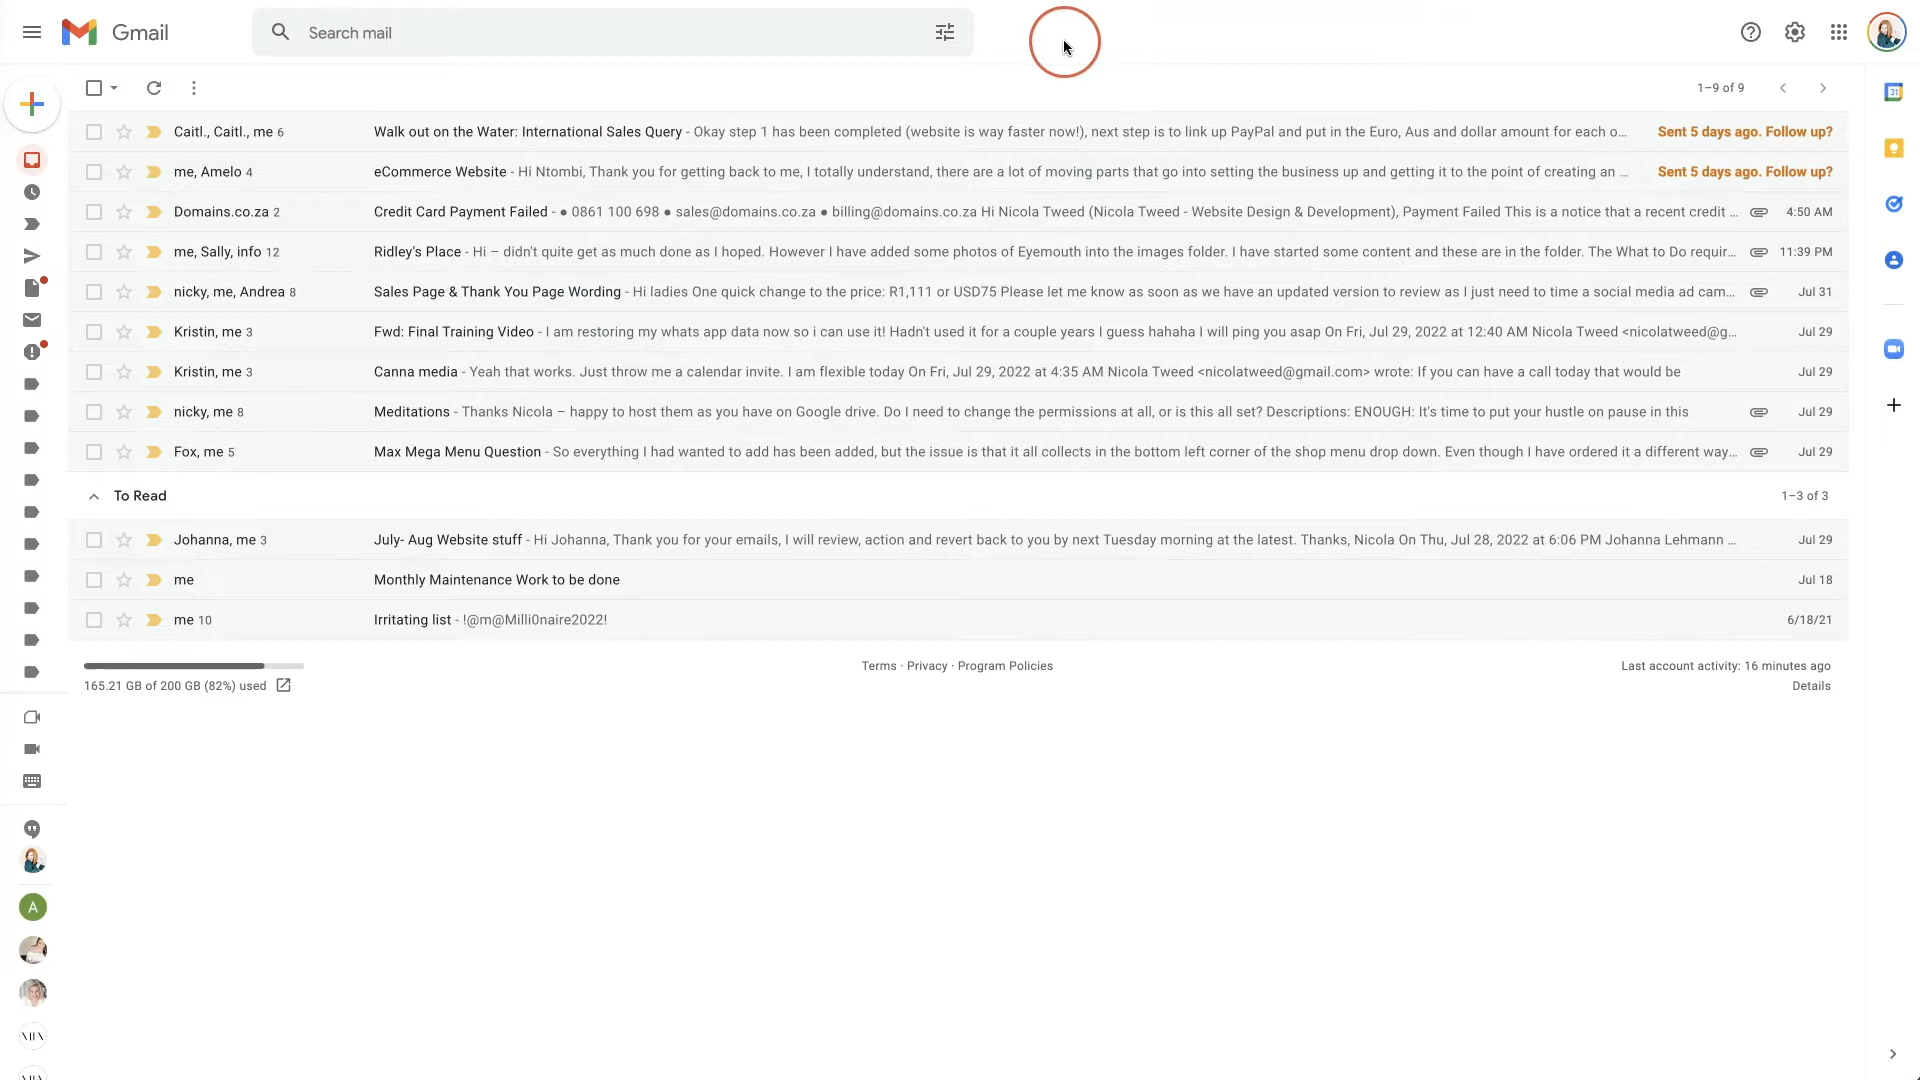 Gmail
Search mail
1–9 of 9
Caitl., Caitl., me 6 Walk out on the Water: International Sales Query - Okay step 1 has been completed (website is way faster now!), next step is to link up PayPal and put in the Euro, Aus and dollar amount for each o... Sent 5 days ago. Follow up?
me, Amelo 4 eCommerce Website - Hi Ntombi, Thank you for getting back to me, I totally understand, there are a lot of moving parts that go into setting the business up and getting it to the point of creating an ... Sent 5 days ago. Follow up?
Domains.co.za 2 Credit Card Payment Failed - ● 0861 100 698 ● sales@domains.co.za ● billing@domains.co.za Hi Nicola Tweed (Nicola Tweed - Website Design & Development), Payment Failed This is a notice that a recent credit ... 4:50 AM
me, Sally, info 12 Ridley's Place - Hi – didn't quite get as much done as I hoped. However I have added some photos of Eyemouth into the images folder. I have started some content and these are in the folder. The What to Do requir... 11:39 PM
nicky, me, Andrea 8 Sales Page & Thank You Page Wording - Hi ladies One quick change to the price: R1,111 or USD75 Please let me know as soon as we have an updated version to review as I just need to time a social media ad cam... Jul 31
Kristin, me 3 Fwd: Final Training Video - I am restoring my whats app data now so i can use it! Hadn't used it for a couple years I guess hahaha I will ping you asap On Fri, Jul 29, 2022 at 12:40 AM Nicola Tweed <nicolatweed@g... Jul 29
Kristin, me 3 Canna media - Yeah that works. Just throw me a calendar invite. I am flexible today On Fri, Jul 29, 2022 at 4:35 AM Nicola Tweed <nicolatweed@gmail.com> wrote: If you can have a call today that would be Jul 29
nicky, me 8 Meditations - Thanks Nicola – happy to host them as you have on Google drive. Do I need to change the permissions at all, or is this all set? Descriptions: ENOUGH: It's time to put your hustle on pause in this Jul 29
Fox, me 5 Max Mega Menu Question - So everything I had wanted to add has been added, but the issue is that it all collects in the bottom left corner of the shop menu drop down. Even though I have ordered it a different way... Jul 29
To Read 1–3 of 3
Johanna, me 3 July- Aug Website stuff - Hi Johanna, Thank you for your emails, I will review, action and revert back to you by next Tuesday morning at the latest. Thanks, Nicola On Thu, Jul 28, 2022 at 6:06 PM Johanna Lehmann ... Jul 29
me Monthly Maintenance Work to be done Jul 18
me 10 Irritating list - !@m@Milli0naire2022! 6/18/21
Terms · Privacy · Program Policies Last account activity: 16 minutes ago
165.21 GB of 200 GB (82%) used Details
31
A